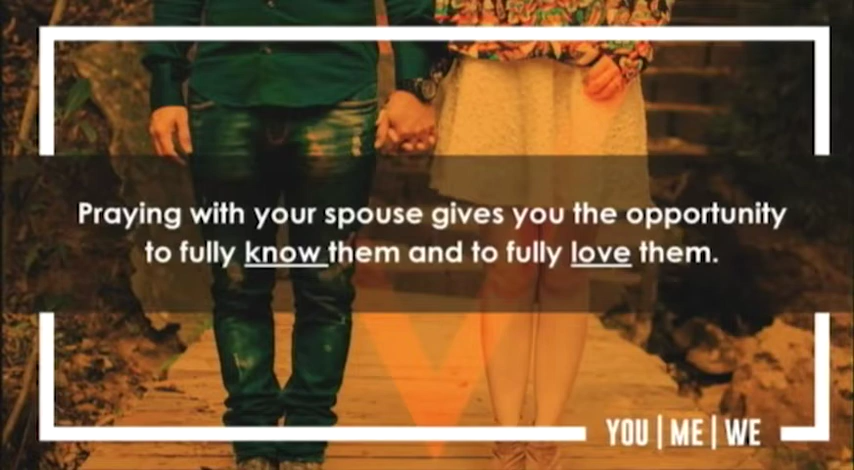 Praying with your spouse gives you the opportunity
to fully know them and to fully love them.
YOU | ME | WE